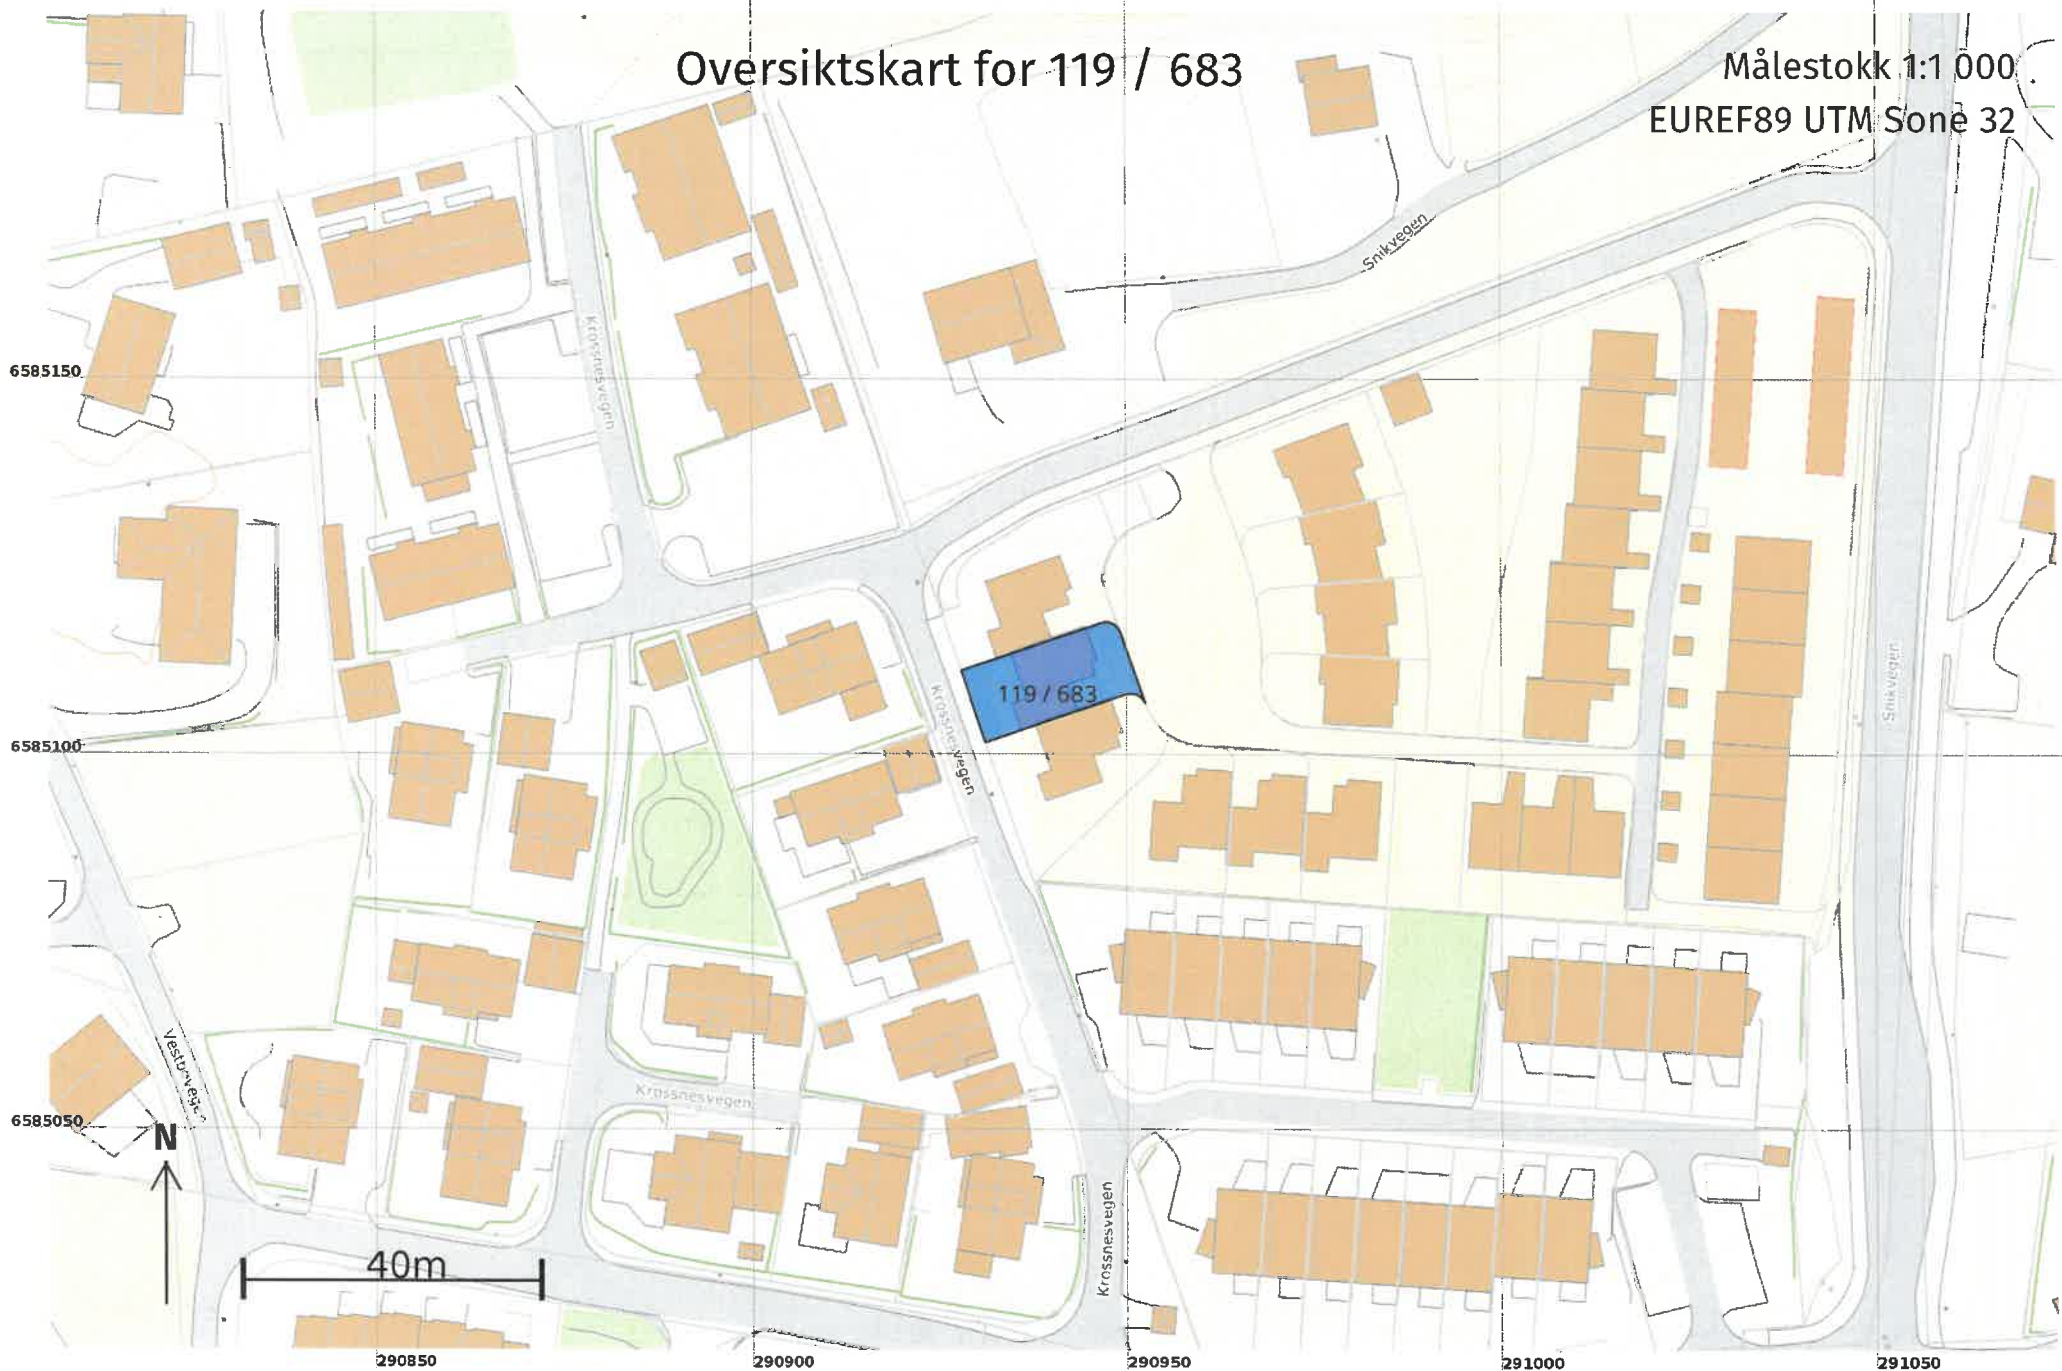 Oversiktskart for 119 / 683
Målestokk 1:1 000
EUREF89 UTM Sone 32
Snikvegen
Krossnesvegen
6585150
119 / 683
Krossnesvegen
Snikvegen
6585100
Krossnesvegen
Vestbøvegen
6585050
N
Krossnesvegen
40m
290850
290900
290950
291000
291050